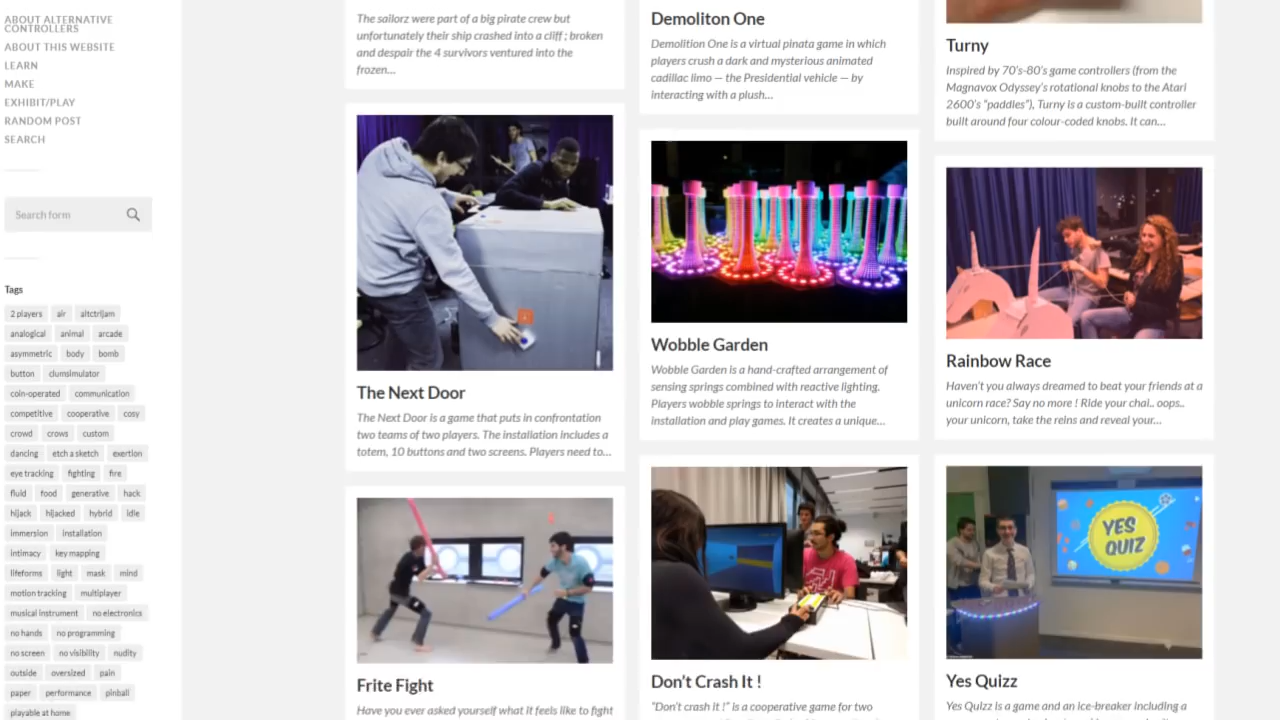 ABOUT ALTERNATIVE
CONTROLLERS
ABOUT THIS WEBSITE
LEARN
MAKE
EXHIBIT/PLAY
RANDOM POST
SEARCH
Search form
Tags
2 players air altctrljam
analogical animal arcade
asymmetric body bomb
button clumsimulator
coin-operated communication
competitive cooperative cosy
crowd crows custom
dancing etch a sketch exertion
eye tracking fighting fire
fluid food generative hack
hijack hijacked hybrid idle
immersion installation
intimacy key mapping
lifeforms light mask mind
motion tracking multiplayer
musical instrument no electronics
no hands no programming
no screen no visibility nudity
outside oversized pain
paper performance pinball
playable at home
The sailorz were part of a big pirate crew but
unfortunately their ship crashed into a cliff ; broken
and despair the 4 survivors ventured into the
frozen...
The Next Door
The Next Door is a game that puts in confrontation
two teams of two players. The installation includes a
totem, 10 buttons and two screens. Players need to...
Frite Fight
Have you ever asked yourself what it feels like to fight
Demoliton One
Demolition One is a virtual pinata game in which
players crush a dark and mysterious animated
cadillac limo — the Presidential vehicle — by
interacting with a plush...
Wobble Garden
Wobble Garden is a hand-crafted arrangement of
sensing springs combined with reactive lighting.
Players wobble springs to interact with the
installation and play games. It creates a unique...
Don't Crash It !
"Don't crash it !" is a cooperative game for two
Turny
Inspired by 70's-80's game controllers (from the
Magnavox Odyssey's rotational knobs to the Atari
2600's "paddles"), Turny is a custom-built controller
built around four colour-coded knobs. It can...
Rainbow Race
Haven't you always dreamed to beat your friends at a
unicorn race? Say no more ! Ride your chai.. oops..
your unicorn, take the reins and reveal your...
YES
QUIZ
Yes Quizz
Yes Quizz is a game and an ice-breaker including a